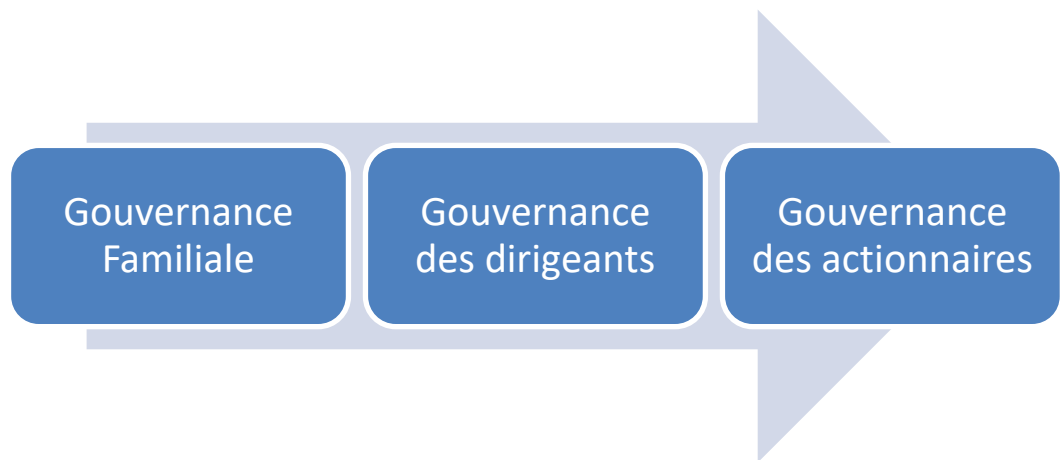 Gouvernance
Familiale
Gouvernance
des dirigeants
Gouvernance
des actionnaires